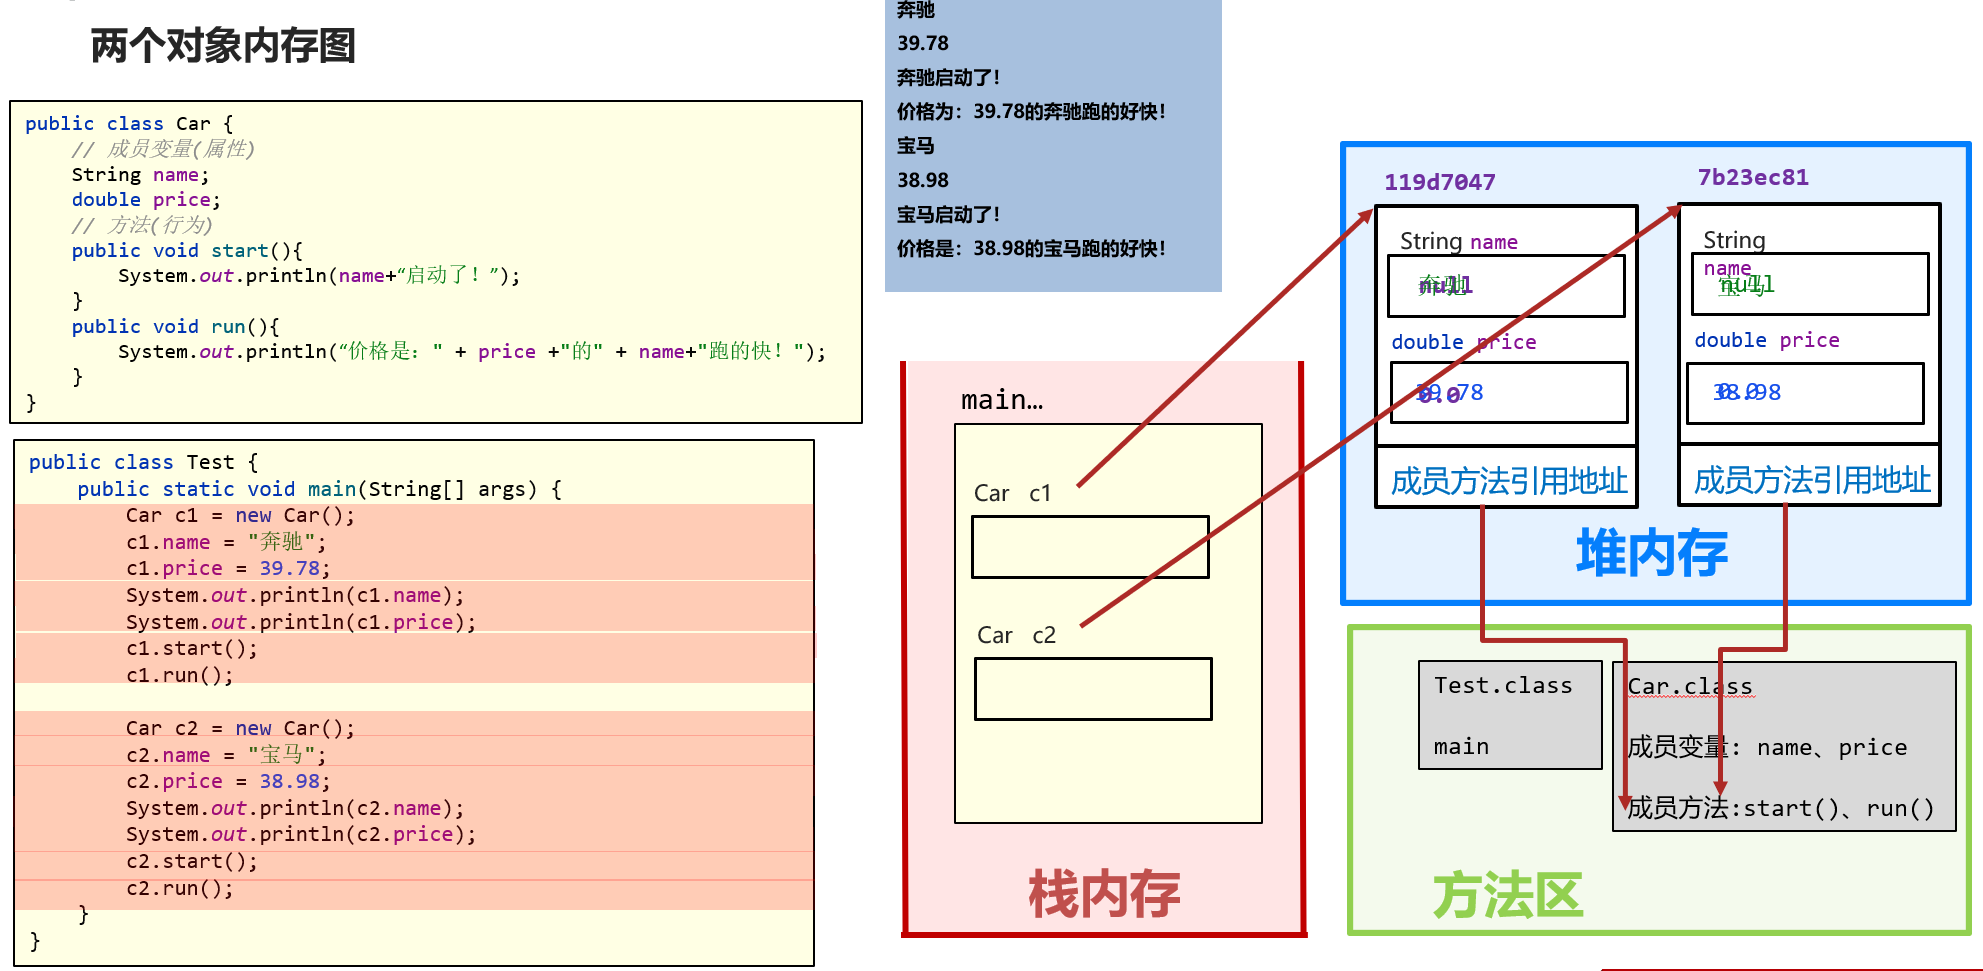 两个对象内存图
public class Car {
// 成员变量(属性)
String name;
double price;
// 方法(行为)
public void start(){
System.out.println(name+“启动了！”);
}
public void run(){
System.out.println(“价格是：" + price +"的" + name+"跑的快！");
}
}
public class Test {
public static void main(String[] args) {
Car c1 = new Car();
c1.name = "奔驰";
c1.price = 39.78;
System.out.println(c1.name);
System.out.println(c1.price);
c1.start();
c1.run();
Car c2 = new Car();
c2.name = "宝马";
c2.price = 38.98;
System.out.println(c2.name);
System.out.println(c2.price);
c2.start();
c2.run();
}
}
奔驰
39.78
奔驰启动了！
价格为：39.78的奔驰跑的好快！
宝马
38.98
宝马启动了！
价格是：38.98的宝马跑的好快！
main…
Car c1
Car c2
栈内存
119d7047
String name
奔驰
null
double price
39.78
0.0
成员方法引用地址
7b23ec81
String
name
宝马
null
double price
38.98
0.0
成员方法引用地址
堆内存
Test.class
main
Car.class
成员变量: name、price
成员方法:start()、run()
方法区